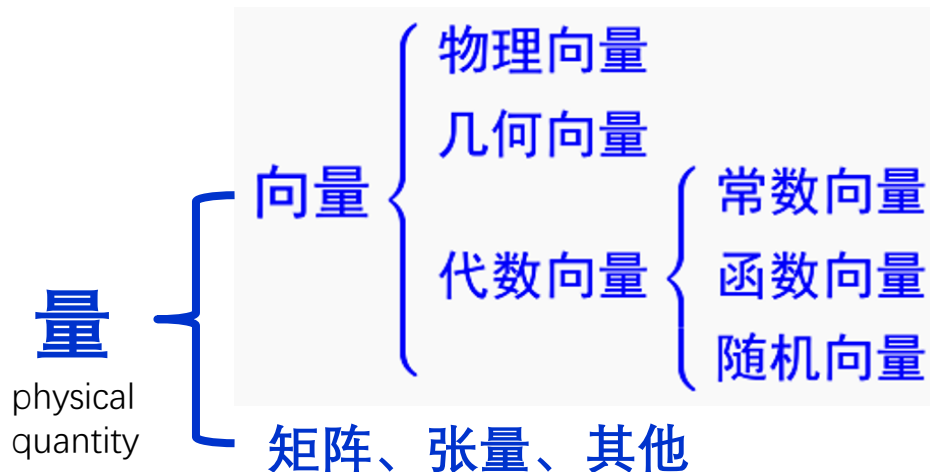 物理向量
几何向量
向量
常数向量
代数向量
函数向量
随机向量
量
physical
quantity
矩阵、张量、其他